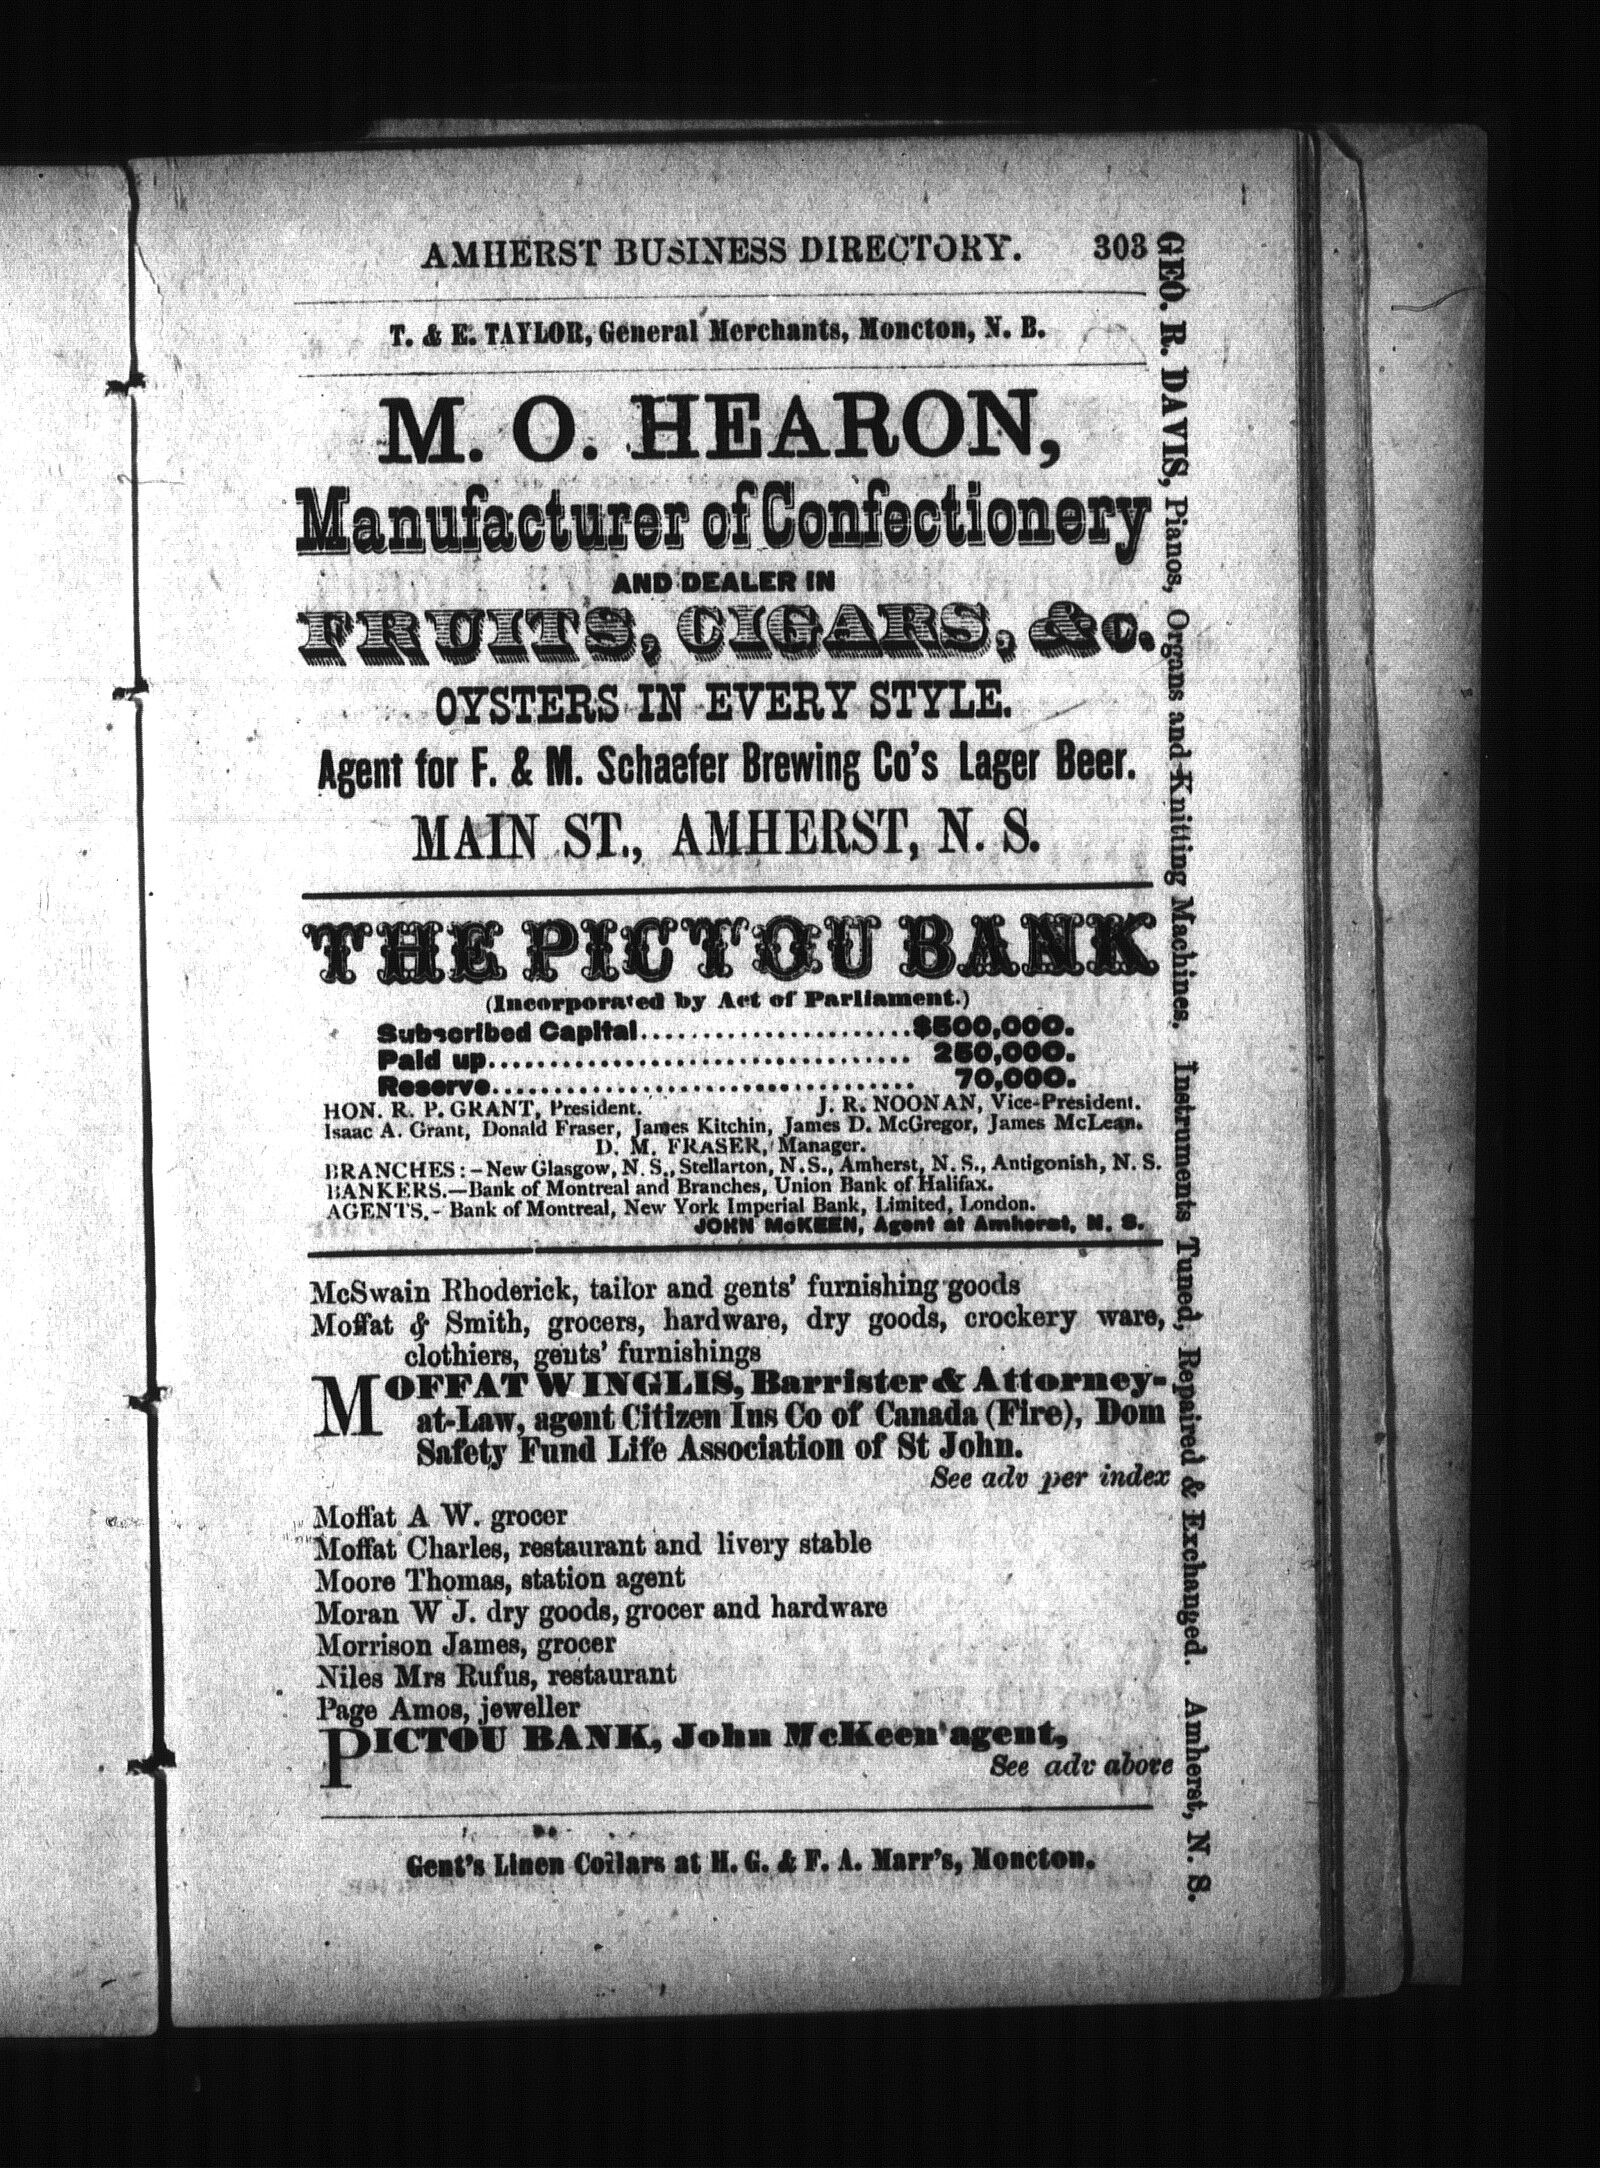 AMHERST BUSINESS DIRECTORY. 303
T. & E. TAYLOR, General Merchants, Moncton, N. B.
M. O. HEARON,
Manufacturer of Confectionery
AND DEALER IN
FRUITS, CIGARS, &c.
OYSTERS IN EVERY STYLE.
Agent for F. & M. Schaefer Brewing Co's Lager Beer.
MAIN ST., AMHERST, N. S.
THE PICTOU BANK
(Incorporated by Act of Parliament.)
Subscribed Capital......................$500,000.
Paid up.................................. 250,000.
Reserve.................................. 70,000.
HON. R. P. GRANT, President. J. R. NOONAN, Vice-President.
Isaac A. Grant, Donald Fraser, James Kitchin, James D. McGregor, James McLean.
D. M. FRASER, Manager.
BRANCHES:-New Glasgow, N. S., Stellarton, N.S., Amherst, N. S., Antigonish, N. S.
BANKERS.—Bank of Montreal and Branches, Union Bank of Halifax.
AGENTS.- Bank of Montreal, New York Imperial Bank, Limited, London.
JOHN McKEEN, Agent at Amherst, N. S.
McSwain Rhoderick, tailor and gents' furnishing goods
Moffat & Smith, grocers, hardware, dry goods, crockery ware,
clothiers, gents' furnishings
MOFFAT W INGLIS, Barrister & Attorney-
at-Law, agent Citizen Ins Co of Canada (Fire), Dom
Safety Fund Life Association of St John.
See adv per index
Moffat A W. grocer
Moffat Charles, restaurant and livery stable
Moore Thomas, station agent
Moran W J. dry goods, grocer and hardware
Morrison James, grocer
Niles Mrs Rufus, restaurant
Page Amos, jeweller
PICTOU BANK, John McKeen agent,
See adv above
Gent's Linen Collars at H. G. & F. A. Marr's, Moncton.
GEO. R. DAVIS, Pianos, Organs and Knitting Machines, Instruments Tuned, Repaired & Exchanged. Amherst, N. S.